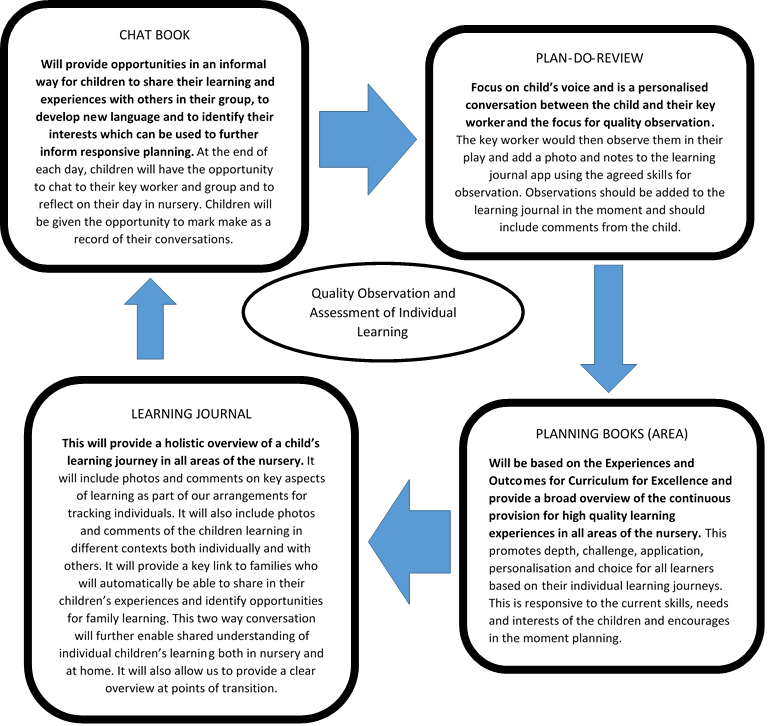 CHAT BOOK
Will provide opportunities in an informal
way for children to share their learning and
experiences with others in their group, to
develop new language and to identify their
interests which can be used to further
inform responsive planning. At the end of
each day, children will have the opportunity
to chat to their key worker and group and to
reflect on their day in nursery. Children will
be given the opportunity to mark make as a
record of their conversations.
PLAN-DO-REVIEW
Focus on child's voice and is a personalised
conversation between the child and their key
worker and the focus for quality observation.
The key worker would then observe them in their
play and add a photo and notes to the learning
journal app using the agreed skills for
observation. Observations should be added to the
learning journal in the moment and should
include comments from the child.
Quality Observation and
Assessment of Individual
Learning
LEARNING JOURNAL
This will provide a holistic overview of a child's
learning journey in all areas of the nursery. It
will include photos and comments on key aspects
of learning as part of our arrangements for
tracking individuals. It will also include photos
and comments of the children learning in
different contexts both individually and with
others. It will provide a key link to families who
will automatically be able to share in their
children's experiences and identify opportunities
for family learning. This two way conversation
will further enable shared understanding of
individual children's learning both in nursery and
at home. It will also allow us to provide a clear
overview at points of transition.
PLANNING BOOKS (AREA)
Will be based on the Experiences and
Outcomes for Curriculum for Excellence and
provide a broad overview of the continuous
provision for high quality learning
experiences in all areas of the nursery. This
promotes depth, challenge, application,
personalisation and choice for all learners
based on their individual learning journeys.
This is responsive to the current skills, needs
and interests of the children and encourages
in the moment planning.